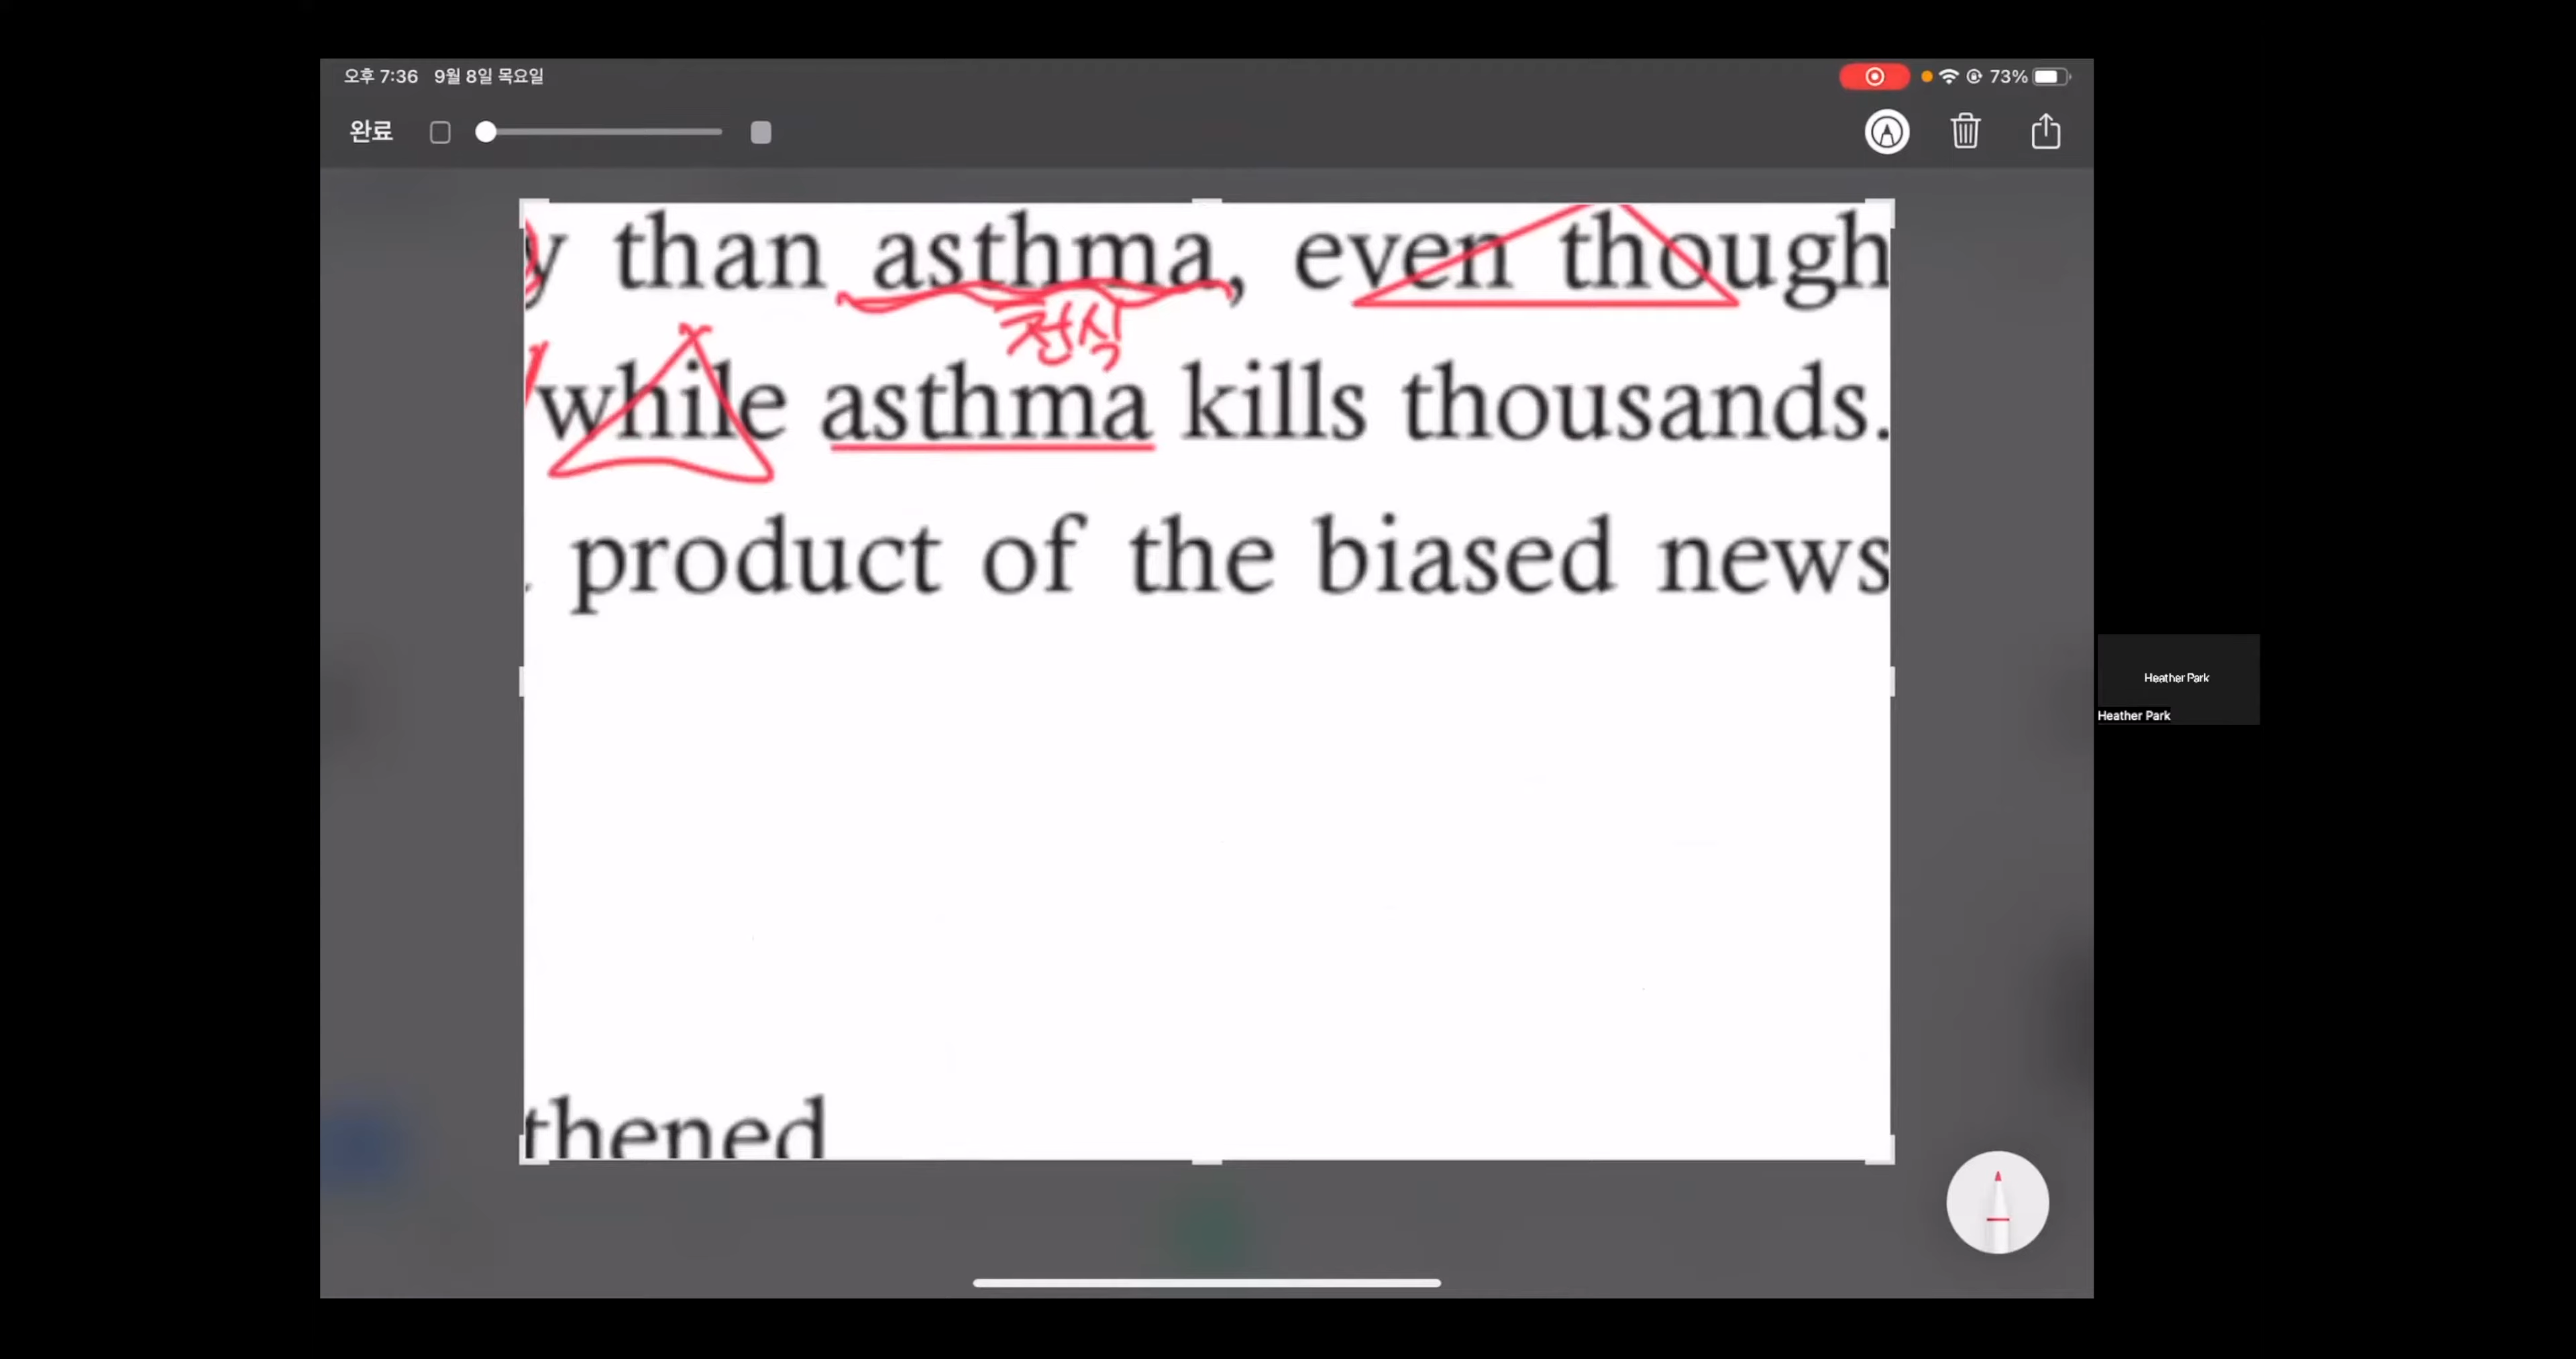 오후 7:36 9월 8일 목요일
73%
완료
y than asthma, even though
천식
while asthma kills thousands.
product of the biased news
thened
Heather Park
Heather Park